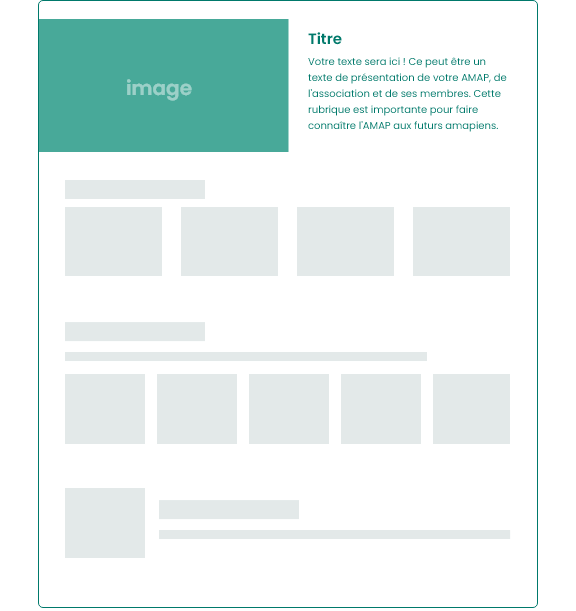 image
Titre
Votre texte sera ici ! Ce peut être un
texte de présentation de votre AMAP, de
l'association et de ses membres. Cette
rubrique est importante pour faire
connaître l'AMAP aux futurs amapiens.